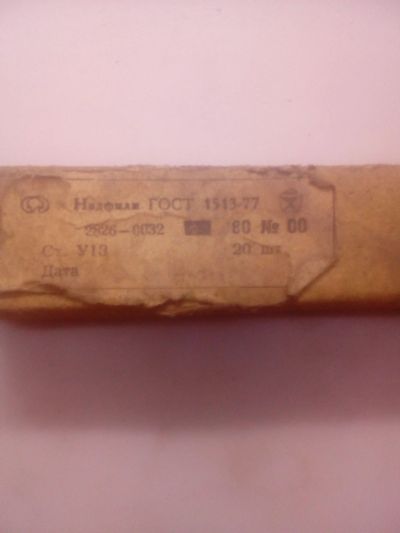 Надфили ГОСТ 1513-77
2826-0032 80 № 00
Ст. У13 20 шт.
Дата